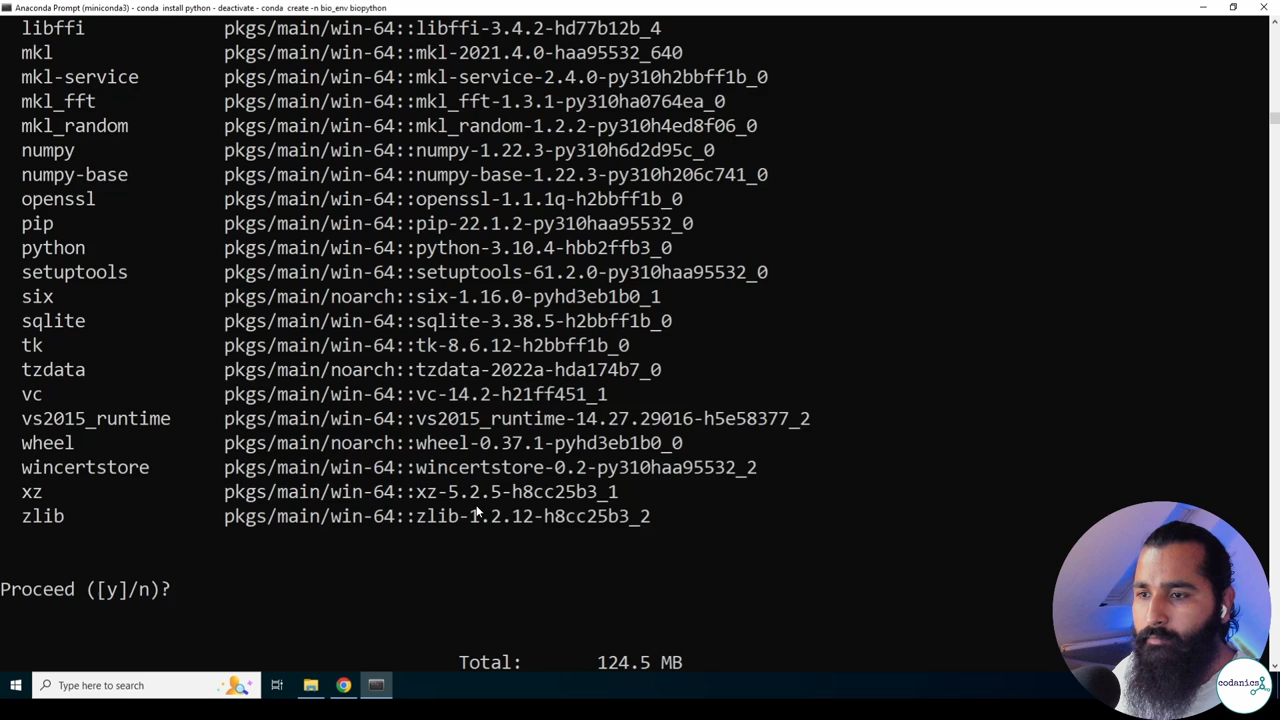 Anaconda Prompt (miniconda3) - conda install python - deactivate - conda create -n bio_env biopython
libffi pkgs/main/win-64::libffi-3.4.2-hd77b12b_4
mkl pkgs/main/win-64::mkl-2021.4.0-haa95532_640
mkl-service pkgs/main/win-64::mkl-service-2.4.0-py310h2bbff1b_0
mkl_fft pkgs/main/win-64::mkl_fft-1.3.1-py310ha0764ea_0
mkl_random pkgs/main/win-64::mkl_random-1.2.2-py310h4ed8f06_0
numpy pkgs/main/win-64::numpy-1.22.3-py310h6d2d95c_0
numpy-base pkgs/main/win-64::numpy-base-1.22.3-py310h206c741_0
openssl pkgs/main/win-64::openssl-1.1.1q-h2bbff1b_0
pip pkgs/main/win-64::pip-22.1.2-py310haa95532_0
python pkgs/main/win-64::python-3.10.4-hbb2ffb3_0
setuptools pkgs/main/win-64::setuptools-61.2.0-py310haa95532_0
six pkgs/main/noarch::six-1.16.0-pyhd3eb1b0_1
sqlite pkgs/main/win-64::sqlite-3.38.5-h2bbff1b_0
tk pkgs/main/win-64::tk-8.6.12-h2bbff1b_0
tzdata pkgs/main/noarch::tzdata-2022a-hda174b7_0
vc pkgs/main/win-64::vc-14.2-h21ff451_1
vs2015_runtime pkgs/main/win-64::vs2015_runtime-14.27.29016-h5e58377_2
wheel pkgs/main/noarch::wheel-0.37.1-pyhd3eb1b0_0
wincertstore pkgs/main/win-64::wincertstore-0.2-py310haa95532_2
xz pkgs/main/win-64::xz-5.2.5-h8cc25b3_1
zlib pkgs/main/win-64::zlib-1.2.12-h8cc25b3_2
Proceed ([y]/n)?
Total: 124.5 MB
Type here to search
codanics